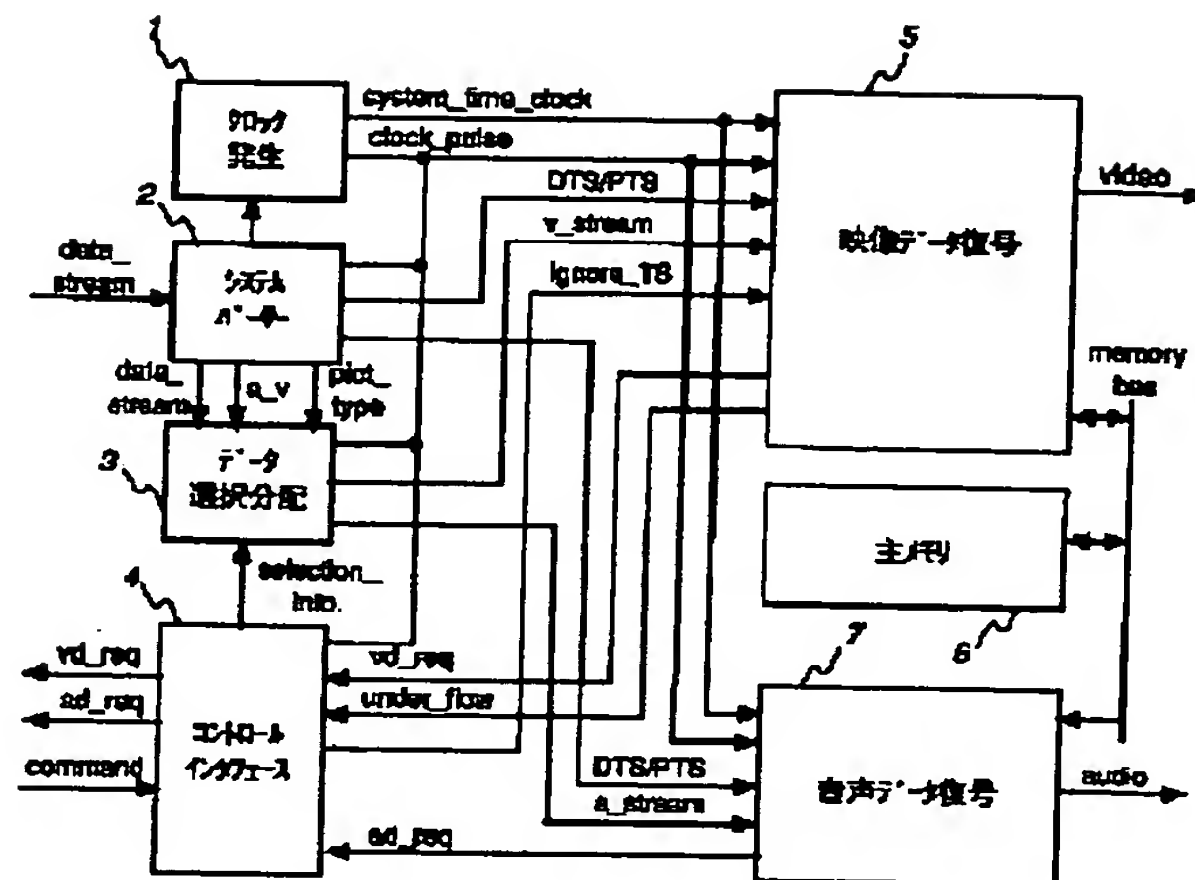 1
クロック
発生
2
data_
stream
システム
パーサー
data_
stream
a_v
pict_
type
3
データ
選択分配
selection_
info.
4
vd_req
ad_req
command
コントロール
インタフェース
system_time_clock
clock_pulse
DTS/PTS
v_stream
ignore_TS
vd_req
under_flow
DTS/PTS
a_stream
ad_req
5
映像データ復号
video
memory
bus
主メモリ
6
7
音声データ復号
audio